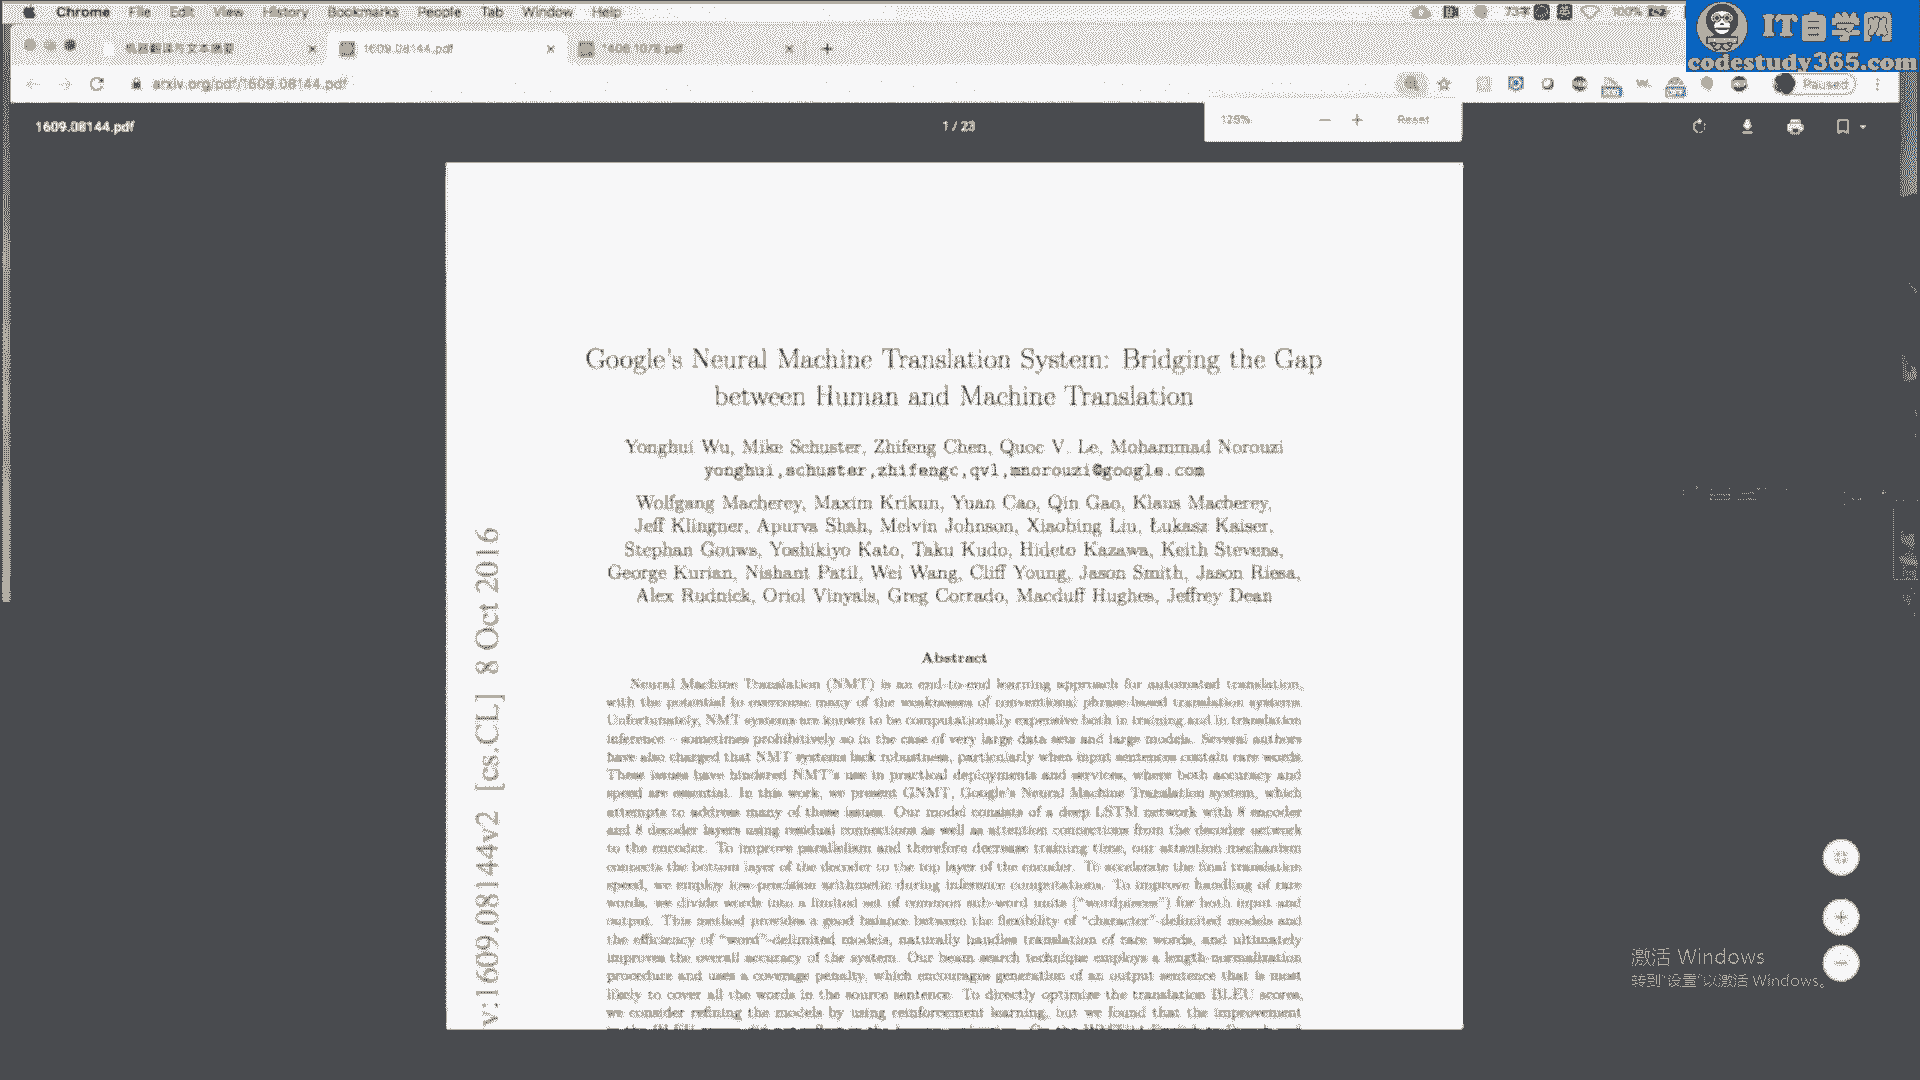 Chrome File Edit View History Bookmarks People Tab Window Help
100%
IT自学网
codestudy365.com
机器翻译与文本摘要
1609.08144.pdf
1406.1078.pdf
arxiv.org/pdf/1609.08144.pdf
Paused
1609.08144.pdf
1 / 23
125%
Reset
Google's Neural Machine Translation System: Bridging the Gap
between Human and Machine Translation
Yonghui Wu, Mike Schuster, Zhifeng Chen, Quoc V. Le, Mohammad Norouzi
yonghui,schuster,zhifengc,qvl,mnorouzi@google.com
Wolfgang Macherey, Maxim Krikun, Yuan Cao, Qin Gao, Klaus Macherey,
Jeff Klingner, Apurva Shah, Melvin Johnson, Xiaobing Liu, Łukasz Kaiser,
Stephan Gouws, Yoshikiyo Kato, Taku Kudo, Hideto Kazawa, Keith Stevens,
George Kurian, Nishant Patil, Wei Wang, Cliff Young, Jason Smith, Jason Riesa,
Alex Rudnick, Oriol Vinyals, Greg Corrado, Macduff Hughes, Jeffrey Dean
Abstract
Neural Machine Translation (NMT) is an end-to-end learning approach for automated translation,
with the potential to overcome many of the weaknesses of conventional phrase-based translation systems.
Unfortunately, NMT systems are known to be computationally expensive both in training and in translation
inference – sometimes prohibitively so in the case of very large data sets and large models. Several authors
have also charged that NMT systems lack robustness, particularly when input sentences contain rare words.
These issues have hindered NMT's use in practical deployments and services, where both accuracy and
speed are essential. In this work, we present GNMT, Google's Neural Machine Translation system, which
attempts to address many of these issues. Our model consists of a deep LSTM network with 8 encoder
and 8 decoder layers using residual connections as well as attention connections from the decoder network
to the encoder. To improve parallelism and therefore decrease training time, our attention mechanism
connects the bottom layer of the decoder to the top layer of the encoder. To accelerate the final translation
speed, we employ low-precision arithmetic during inference computations. To improve handling of rare
words, we divide words into a limited set of common sub-word units ("wordpieces") for both input and
output. This method provides a good balance between the flexibility of "character"-delimited models and
the efficiency of "word"-delimited models, naturally handles translation of rare words, and ultimately
improves the overall accuracy of the system. Our beam search technique employs a length-normalization
procedure and uses a coverage penalty, which encourages generation of an output sentence that is most
likely to cover all the words in the source sentence. To directly optimize the translation BLEU scores,
we consider refining the models by using reinforcement learning, but we found that the improvement
v:1609.08144v2 [cs.CL] 8 Oct 2016
激活 Windows
转到"设置"以激活 Windows。